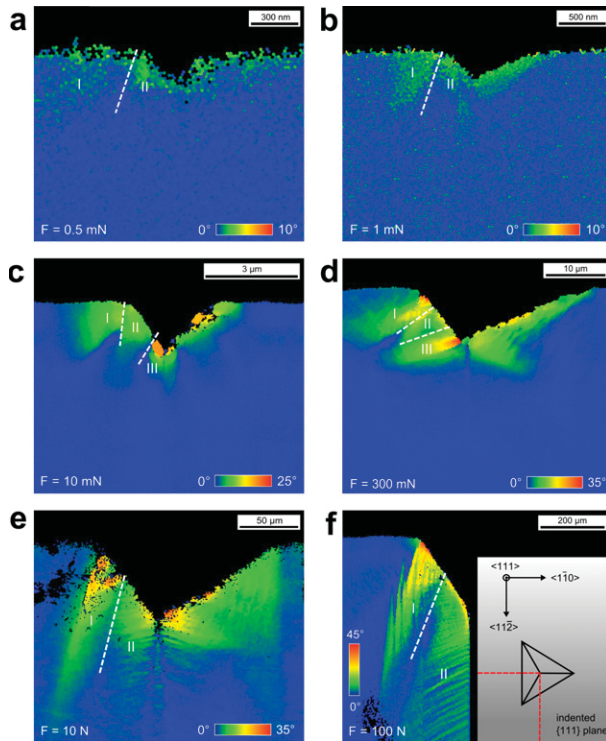 a
300 nm
I
II
F = 0.5 mN
0°
10°
b
500 nm
I
II
F = 1 mN
0°
10°
c
3 µm
I
II
III
F = 10 mN
0°
25°
d
10 µm
I
II
III
F = 300 mN
0°
35°
e
50 µm
I
II
F = 10 N
0°
35°
f
200 µm
I
II
45°
0°
F = 100 N
<111>
<11̄0>
<112̄>
indented
{111} plane